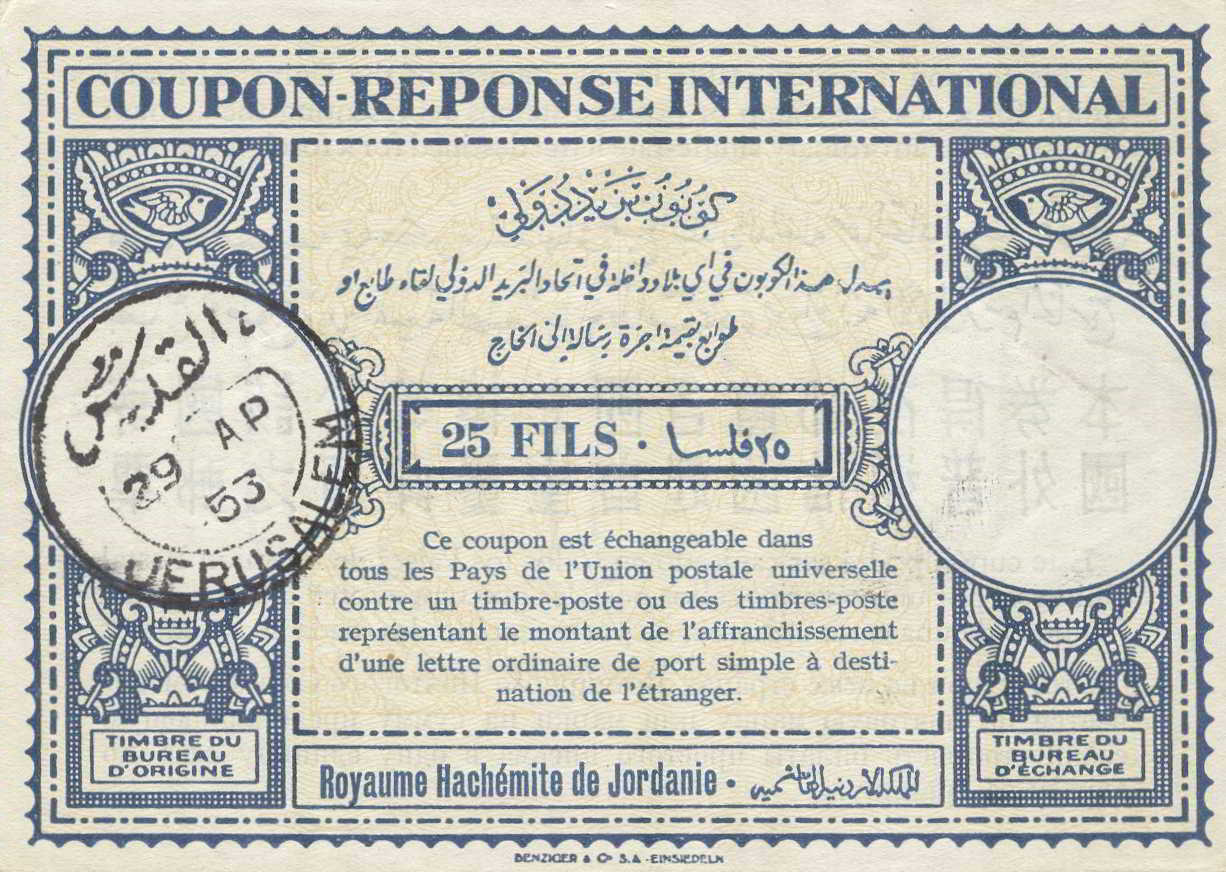 COUPON-REPONSE INTERNATIONAL
كوبون بريد دولي
يبدل هذا الكوبون في اي بلاد داخلة في اتحاد البريد الدولي لقاء طابع او
طوابع بقيمة اجرة رسالة الى الخارج
25 FILS · ٢٥ فلسا
القدس
29 AP
53
JERUSALEM
Ce coupon est échangeable dans
tous les Pays de l'Union postale universelle
contre un timbre-poste ou des timbres-poste
représentant le montant de l'affranchissement
d'une lettre ordinaire de port simple à desti-
nation de l'étranger.
TIMBRE DU
BUREAU
D'ORIGINE
Royaume Hachémite de Jordanie · المملكة الاردنية الهاشمية
TIMBRE DU
BUREAU
D'ÉCHANGE
BENZIGER & Co S.A.-EINSIEDELN